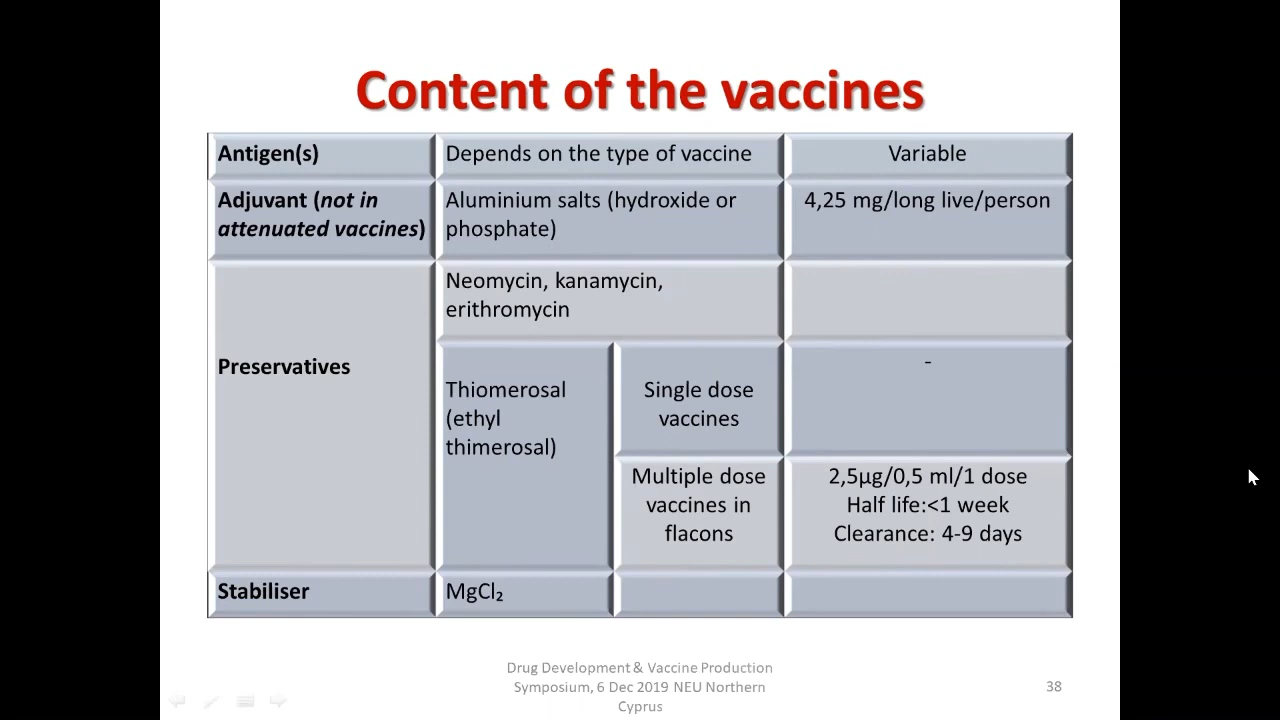 Content of the vaccines
Antigen(s)
Depends on the type of vaccine
Variable
Adjuvant (not in
attenuated vaccines)
Aluminium salts (hydroxide or
phosphate)
4,25 mg/long live/person
Preservatives
Neomycin, kanamycin,
erithromycin
Thiomerosal
(ethyl
thimerosal)
Single dose
vaccines
-
Multiple dose
vaccines in
flacons
2,5µg/0,5 ml/1 dose
Half life:<1 week
Clearance: 4-9 days
Stabiliser
MgCl₂
Drug Development & Vaccine Production
Symposium, 6 Dec 2019 NEU Northern
Cyprus
38